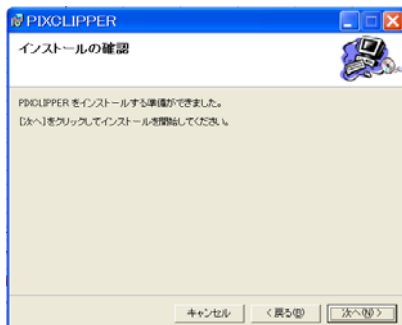 PIXCLIPPER
インストールの確認
PIXCLIPPER をインストールする準備ができました。
[次へ]をクリックしてインストールを開始してください。
キャンセル
< 戻る(B)
次へ(N) >